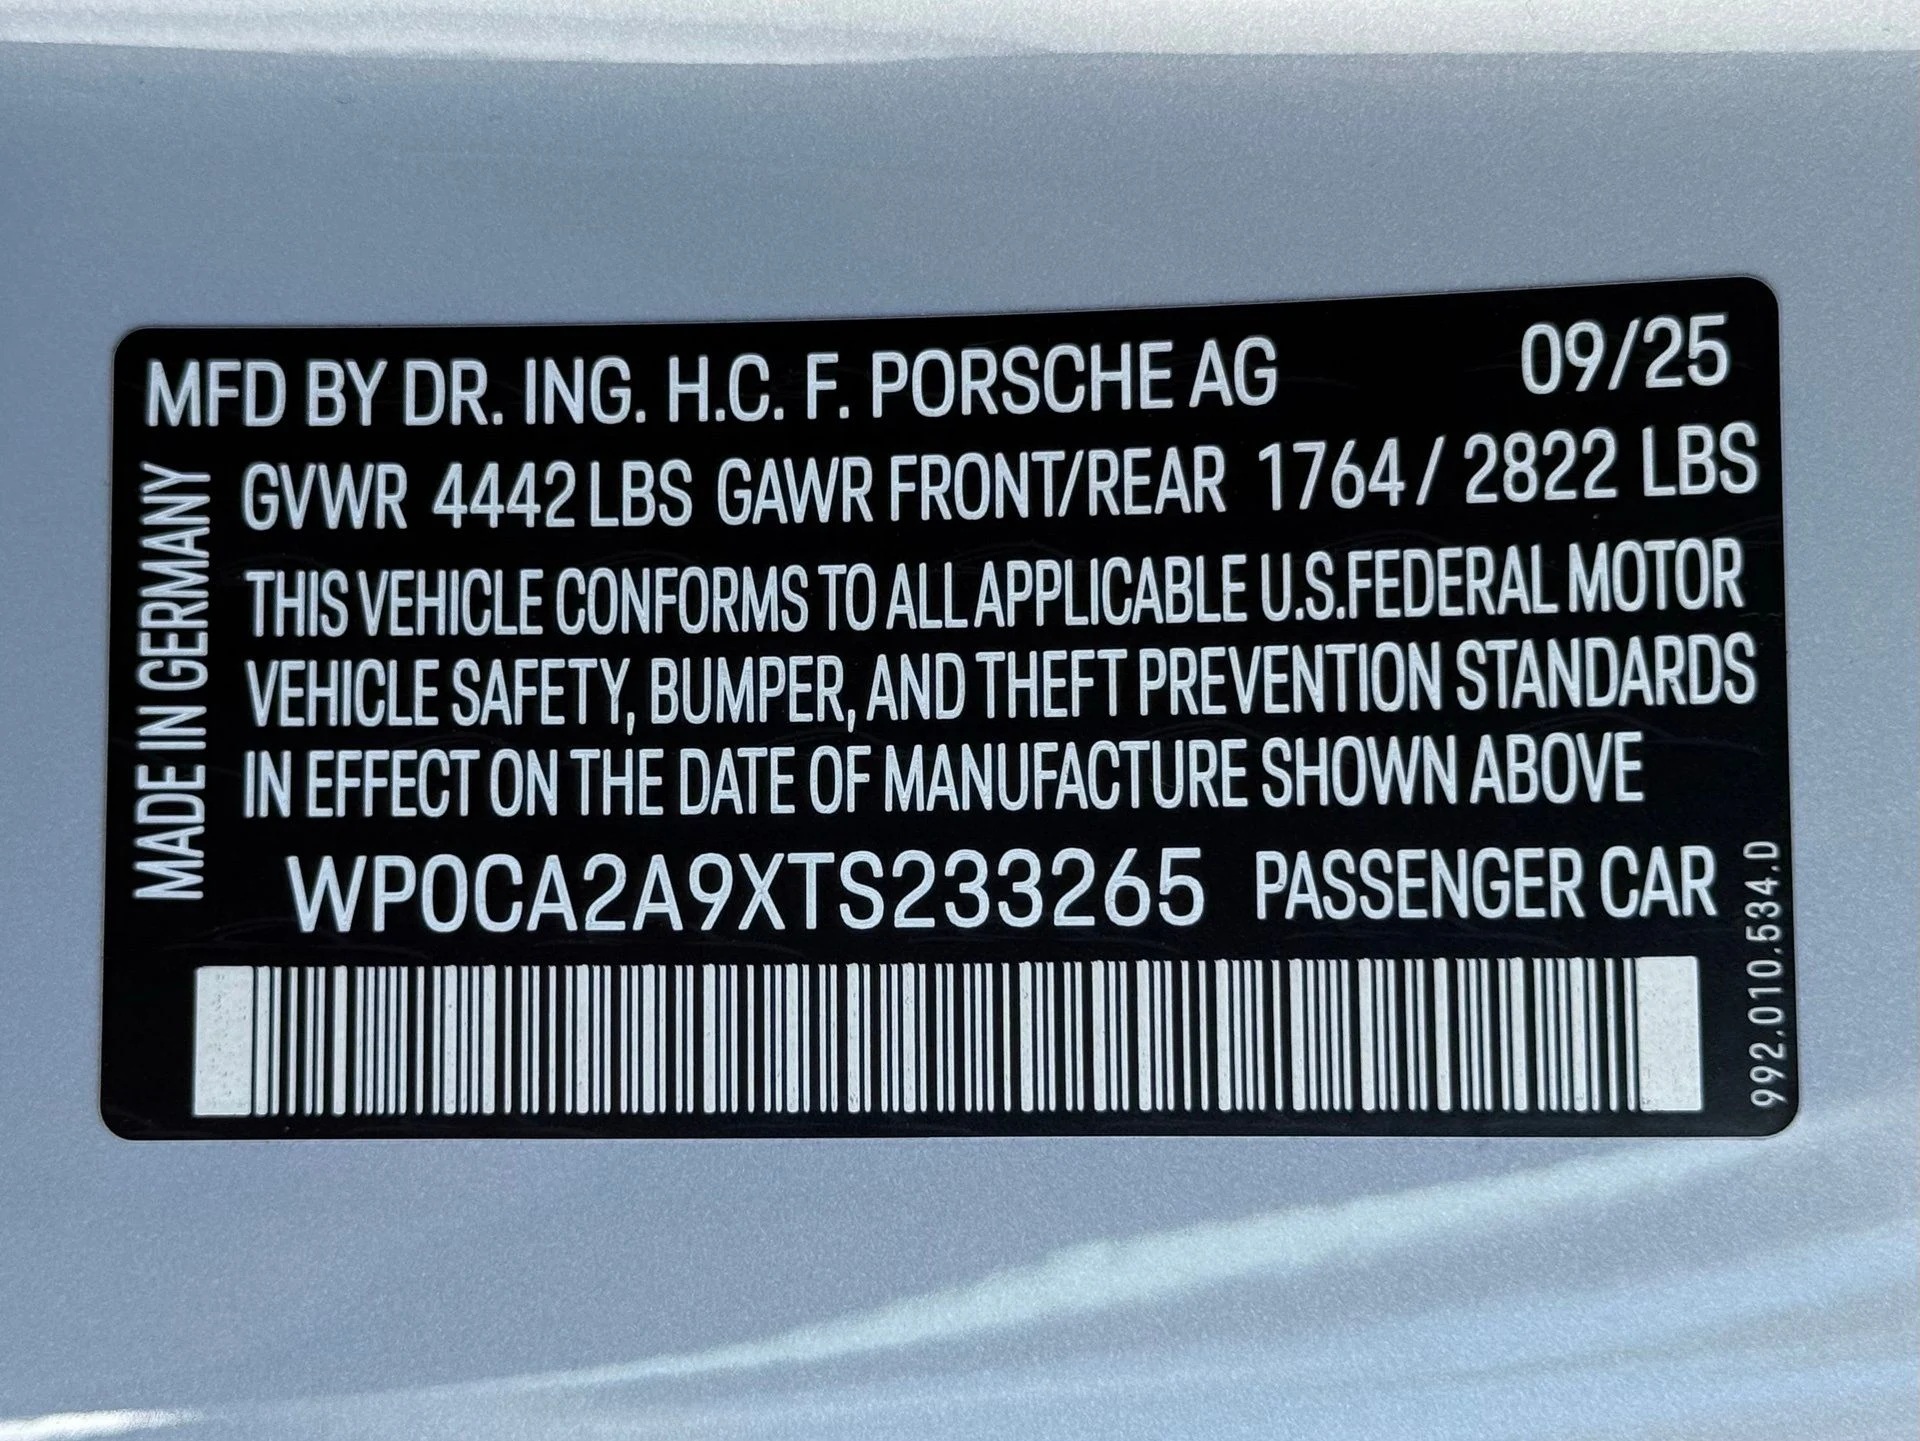 MFD BY DR. ING. H.C. F. PORSCHE AG 09/25
GVWR 4442 LBS GAWR FRONT/REAR 1764 / 2822 LBS
THIS VEHICLE CONFORMS TO ALL APPLICABLE U.S.FEDERAL MOTOR
VEHICLE SAFETY, BUMPER, AND THEFT PREVENTION STANDARDS
IN EFFECT ON THE DATE OF MANUFACTURE SHOWN ABOVE
WP0CA2A9XTS233265 PASSENGER CAR
MADE IN GERMANY
992.010.534.D